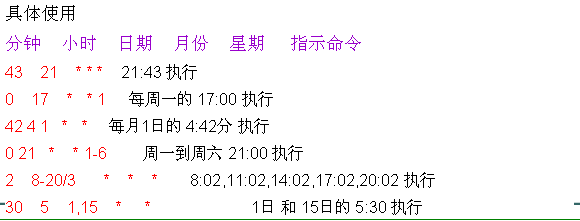 具体使用
分钟 小时 日期 月份 星期 指示命令
43 21 * * * 21:43 执行
0 17 * * 1 每周一的 17:00 执行
42 4 1 * * 每月1日的 4:42分 执行
0 21 * * 1-6 周一到周六 21:00 执行
2 8-20/3 * * * 8:02,11:02,14:02,17:02,20:02 执行
30 5 1,15 * * 1日 和 15日的 5:30 执行